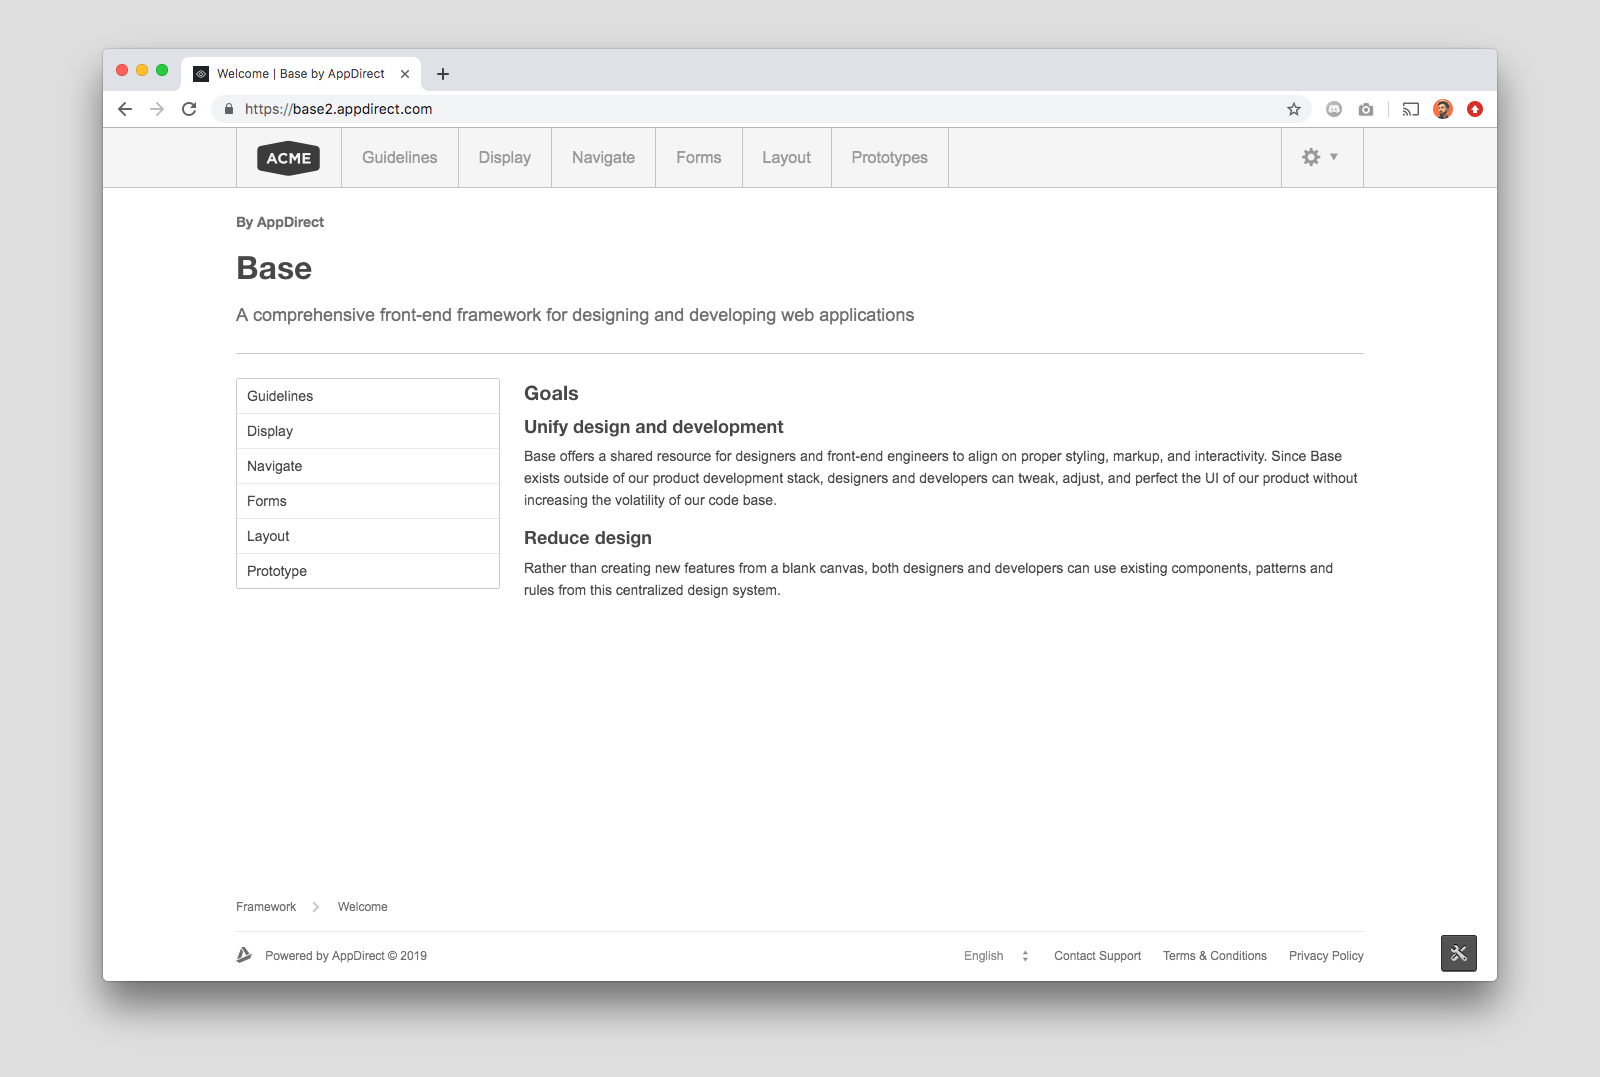 Welcome | Base by AppDirect
https://base2.appdirect.com
ACME
Guidelines
Display
Navigate
Forms
Layout
Prototypes
By AppDirect
Base
A comprehensive front-end framework for designing and developing web applications
Guidelines
Display
Navigate
Forms
Layout
Prototype
Goals
Unify design and development
Base offers a shared resource for designers and front-end engineers to align on proper styling, markup, and interactivity. Since Base
exists outside of our product development stack, designers and developers can tweak, adjust, and perfect the UI of our product without
increasing the volatility of our code base.
Reduce design
Rather than creating new features from a blank canvas, both designers and developers can use existing components, patterns and
rules from this centralized design system.
Framework
Welcome
Powered by AppDirect © 2019
English
Contact Support
Terms & Conditions
Privacy Policy